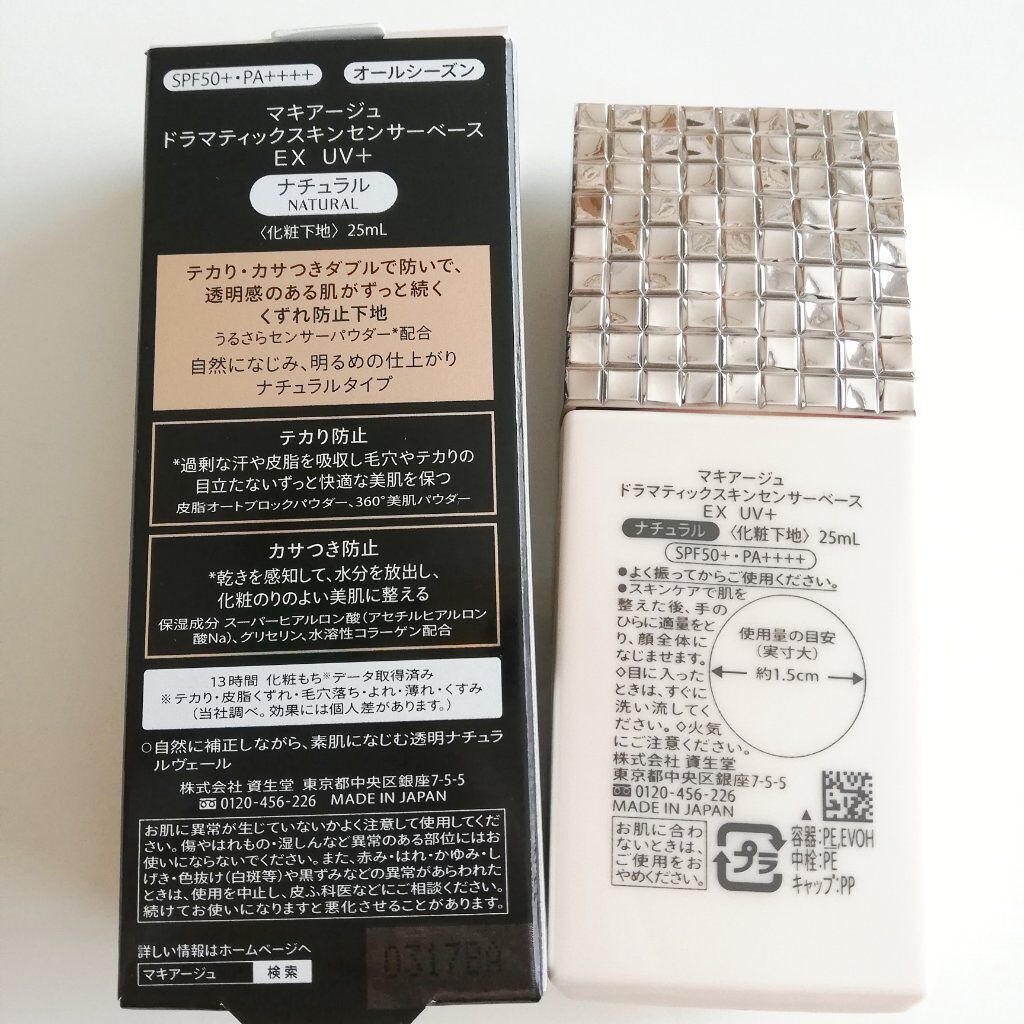 SPF50+・PA++++
オールシーズン
マキアージュ
ドラマティックスキンセンサーベース
EX UV+
ナチュラル
NATURAL
〈化粧下地〉25mL
テカり・カサつきダブルで防いで、
透明感のある肌がずっと続く
くずれ防止下地
うるさらセンサーパウダー*配合
自然になじみ、明るめの仕上がり
ナチュラルタイプ
テカり防止
*過剰な汗や皮脂を吸収し毛穴やテカりの
目立たないずっと快適な美肌を保つ
皮脂オートブロックパウダー、360°美肌パウダー
カサつき防止
*乾きを感知して、水分を放出し、
化粧のりのよい美肌に整える
保湿成分 スーパーヒアルロン酸（アセチルヒアルロン
酸Na）、グリセリン、水溶性コラーゲン配合
13時間 化粧もち※データ取得済み
※テカり・皮脂くずれ・毛穴落ち・よれ・薄れ・くすみ
（当社調べ。効果には個人差があります。）
○自然に補正しながら、素肌になじむ透明ナチュラ
ルヴェール
株式会社 資生堂 東京都中央区銀座7-5-5
0120-456-226 MADE IN JAPAN
お肌に異常が生じていないかよく注意して使用してくだ
さい。傷やはれもの・湿しんなど異常のある部位にはお
使いにならないでください。また、赤み・はれ・かゆみ・し
げき・色抜け（白斑等）や黒ずみなどの異常があらわれた
ときは、使用を中止し、皮ふ科医などにご相談ください。
続けてお使いになりますと悪化することがあります。
詳しい情報はホームページへ
マキアージュ 検索
0317BA
マキアージュ
ドラマティックスキンセンサーベース
EX UV+
ナチュラル 〈化粧下地〉25mL
SPF50+・PA++++
●よく振ってからご使用ください。
●スキンケアで肌を
整えた後、手の
ひらに適量をと
り、顔全体に
なじませます。
◇目に入った
ときは、すぐに
洗い流してく
ださい。◇火気
にご注意ください。
使用量の目安
（実寸大）
約1.5cm
株式会社 資生堂
東京都中央区銀座7-5-5
0120-456-226
MADE IN JAPAN
お肌に合わ
ないときは、
ご使用をお
やめください。
プラ
容器:PE,EVOH
中栓:PE
キャップ:PP